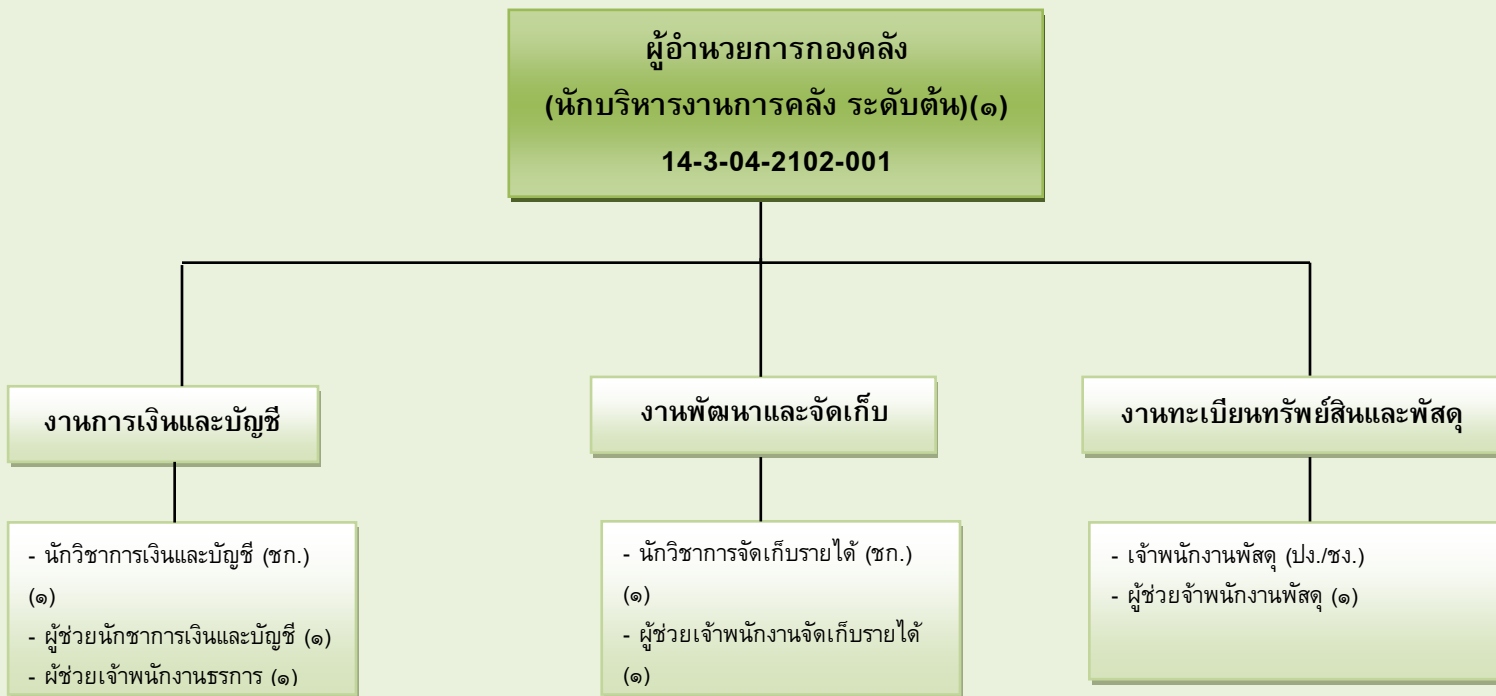 ผู้อำนวยการกองคลัง
(นักบริหารงานการคลัง ระดับต้น)(๑)
14-3-04-2102-001
งานการเงินและบัญชี
- นักวิชาการเงินและบัญชี (ชก.)
(๑)
- ผู้ช่วยนักชาการเงินและบัญชี (๑)
- ผู้ช่วยเจ้าพนักงานธุรการ (๑)
งานพัฒนาและจัดเก็บ
- นักวิชาการจัดเก็บรายได้ (ชก.)
(๑)
- ผู้ช่วยเจ้าพนักงานจัดเก็บรายได้
(๑)
งานทะเบียนทรัพย์สินและพัสดุ
- เจ้าพนักงานพัสดุ (ปง./ชง.)
- ผู้ช่วยจ้าพนักงานพัสดุ (๑)